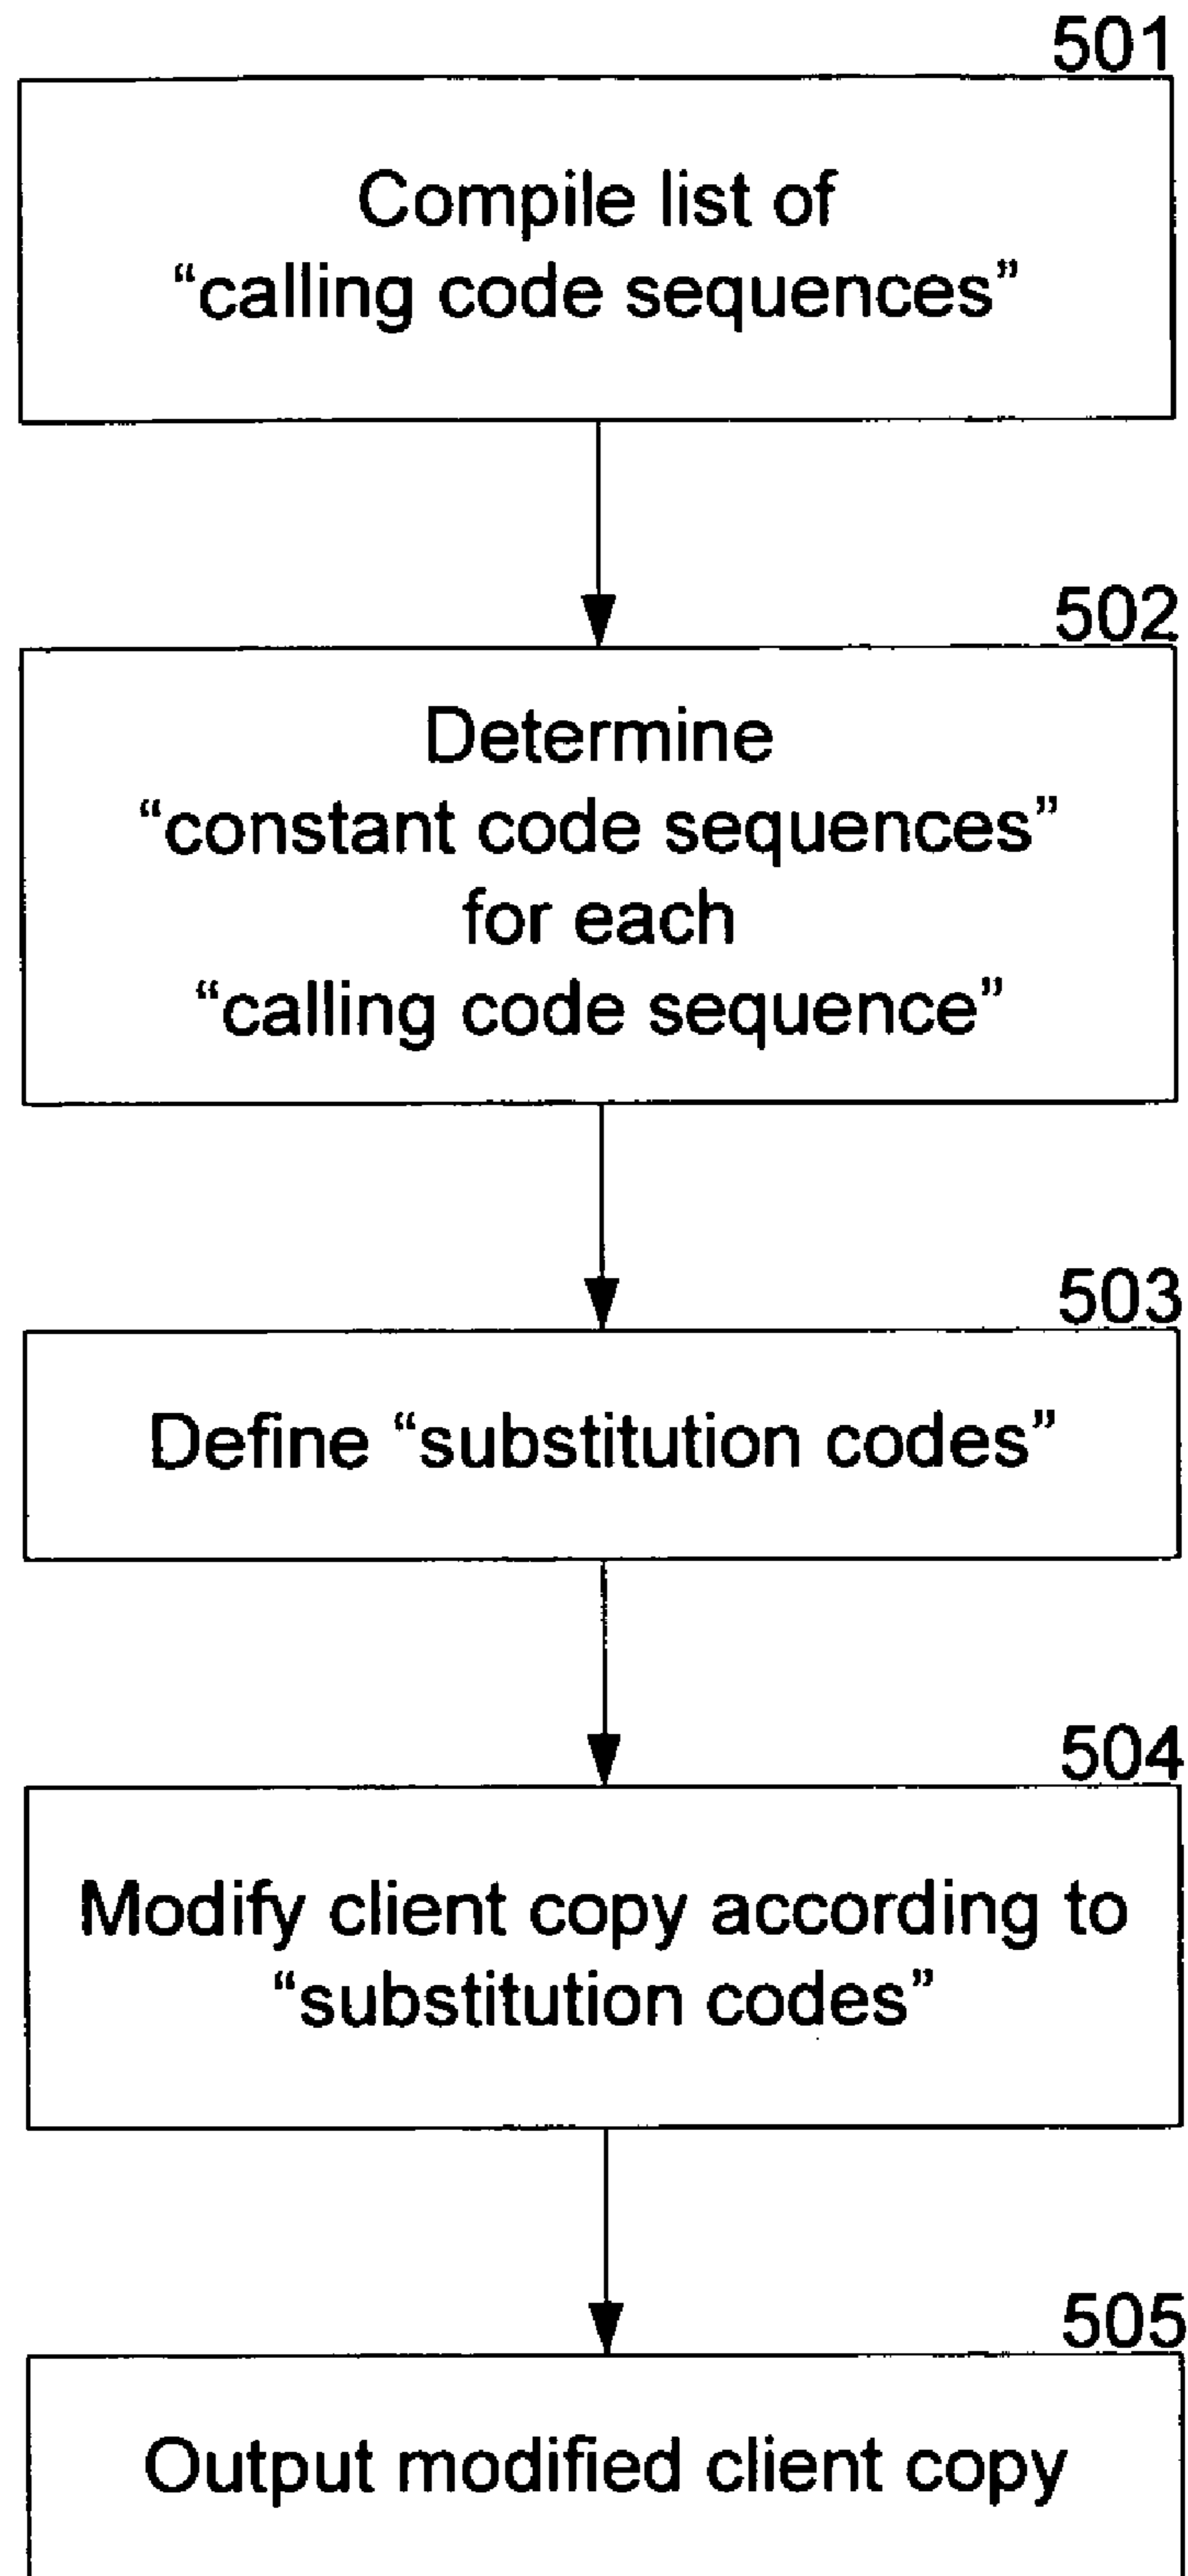 501
Compile list of
“calling code sequences”
502
Determine
“constant code sequences”
for each
“calling code sequence”
503
Define “substitution codes”
504
Modify client copy according to
“substitution codes”
505
Output modified client copy